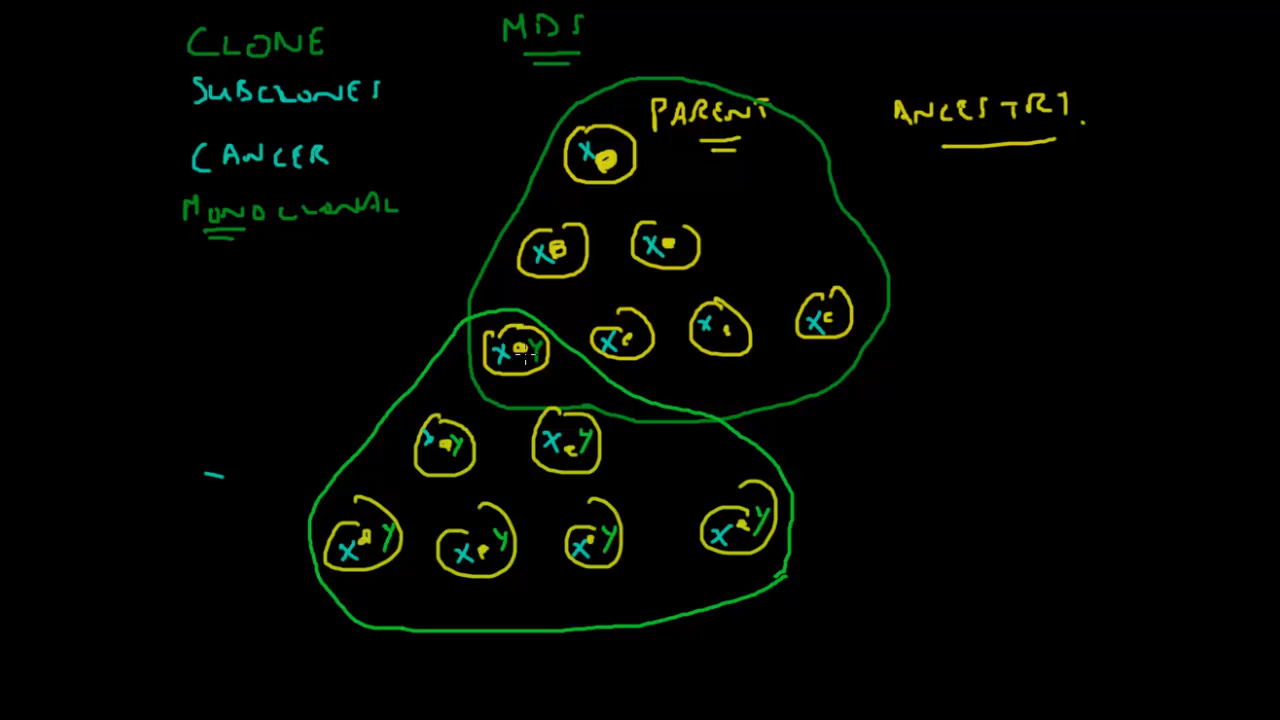 CLONE
MDS
SUBCLONES
PARENT
ANCESTRY.
CANCER
MONOCLONAL
X
X X
X Y X X X
X Y X Y
X Y X Y X Y X Y